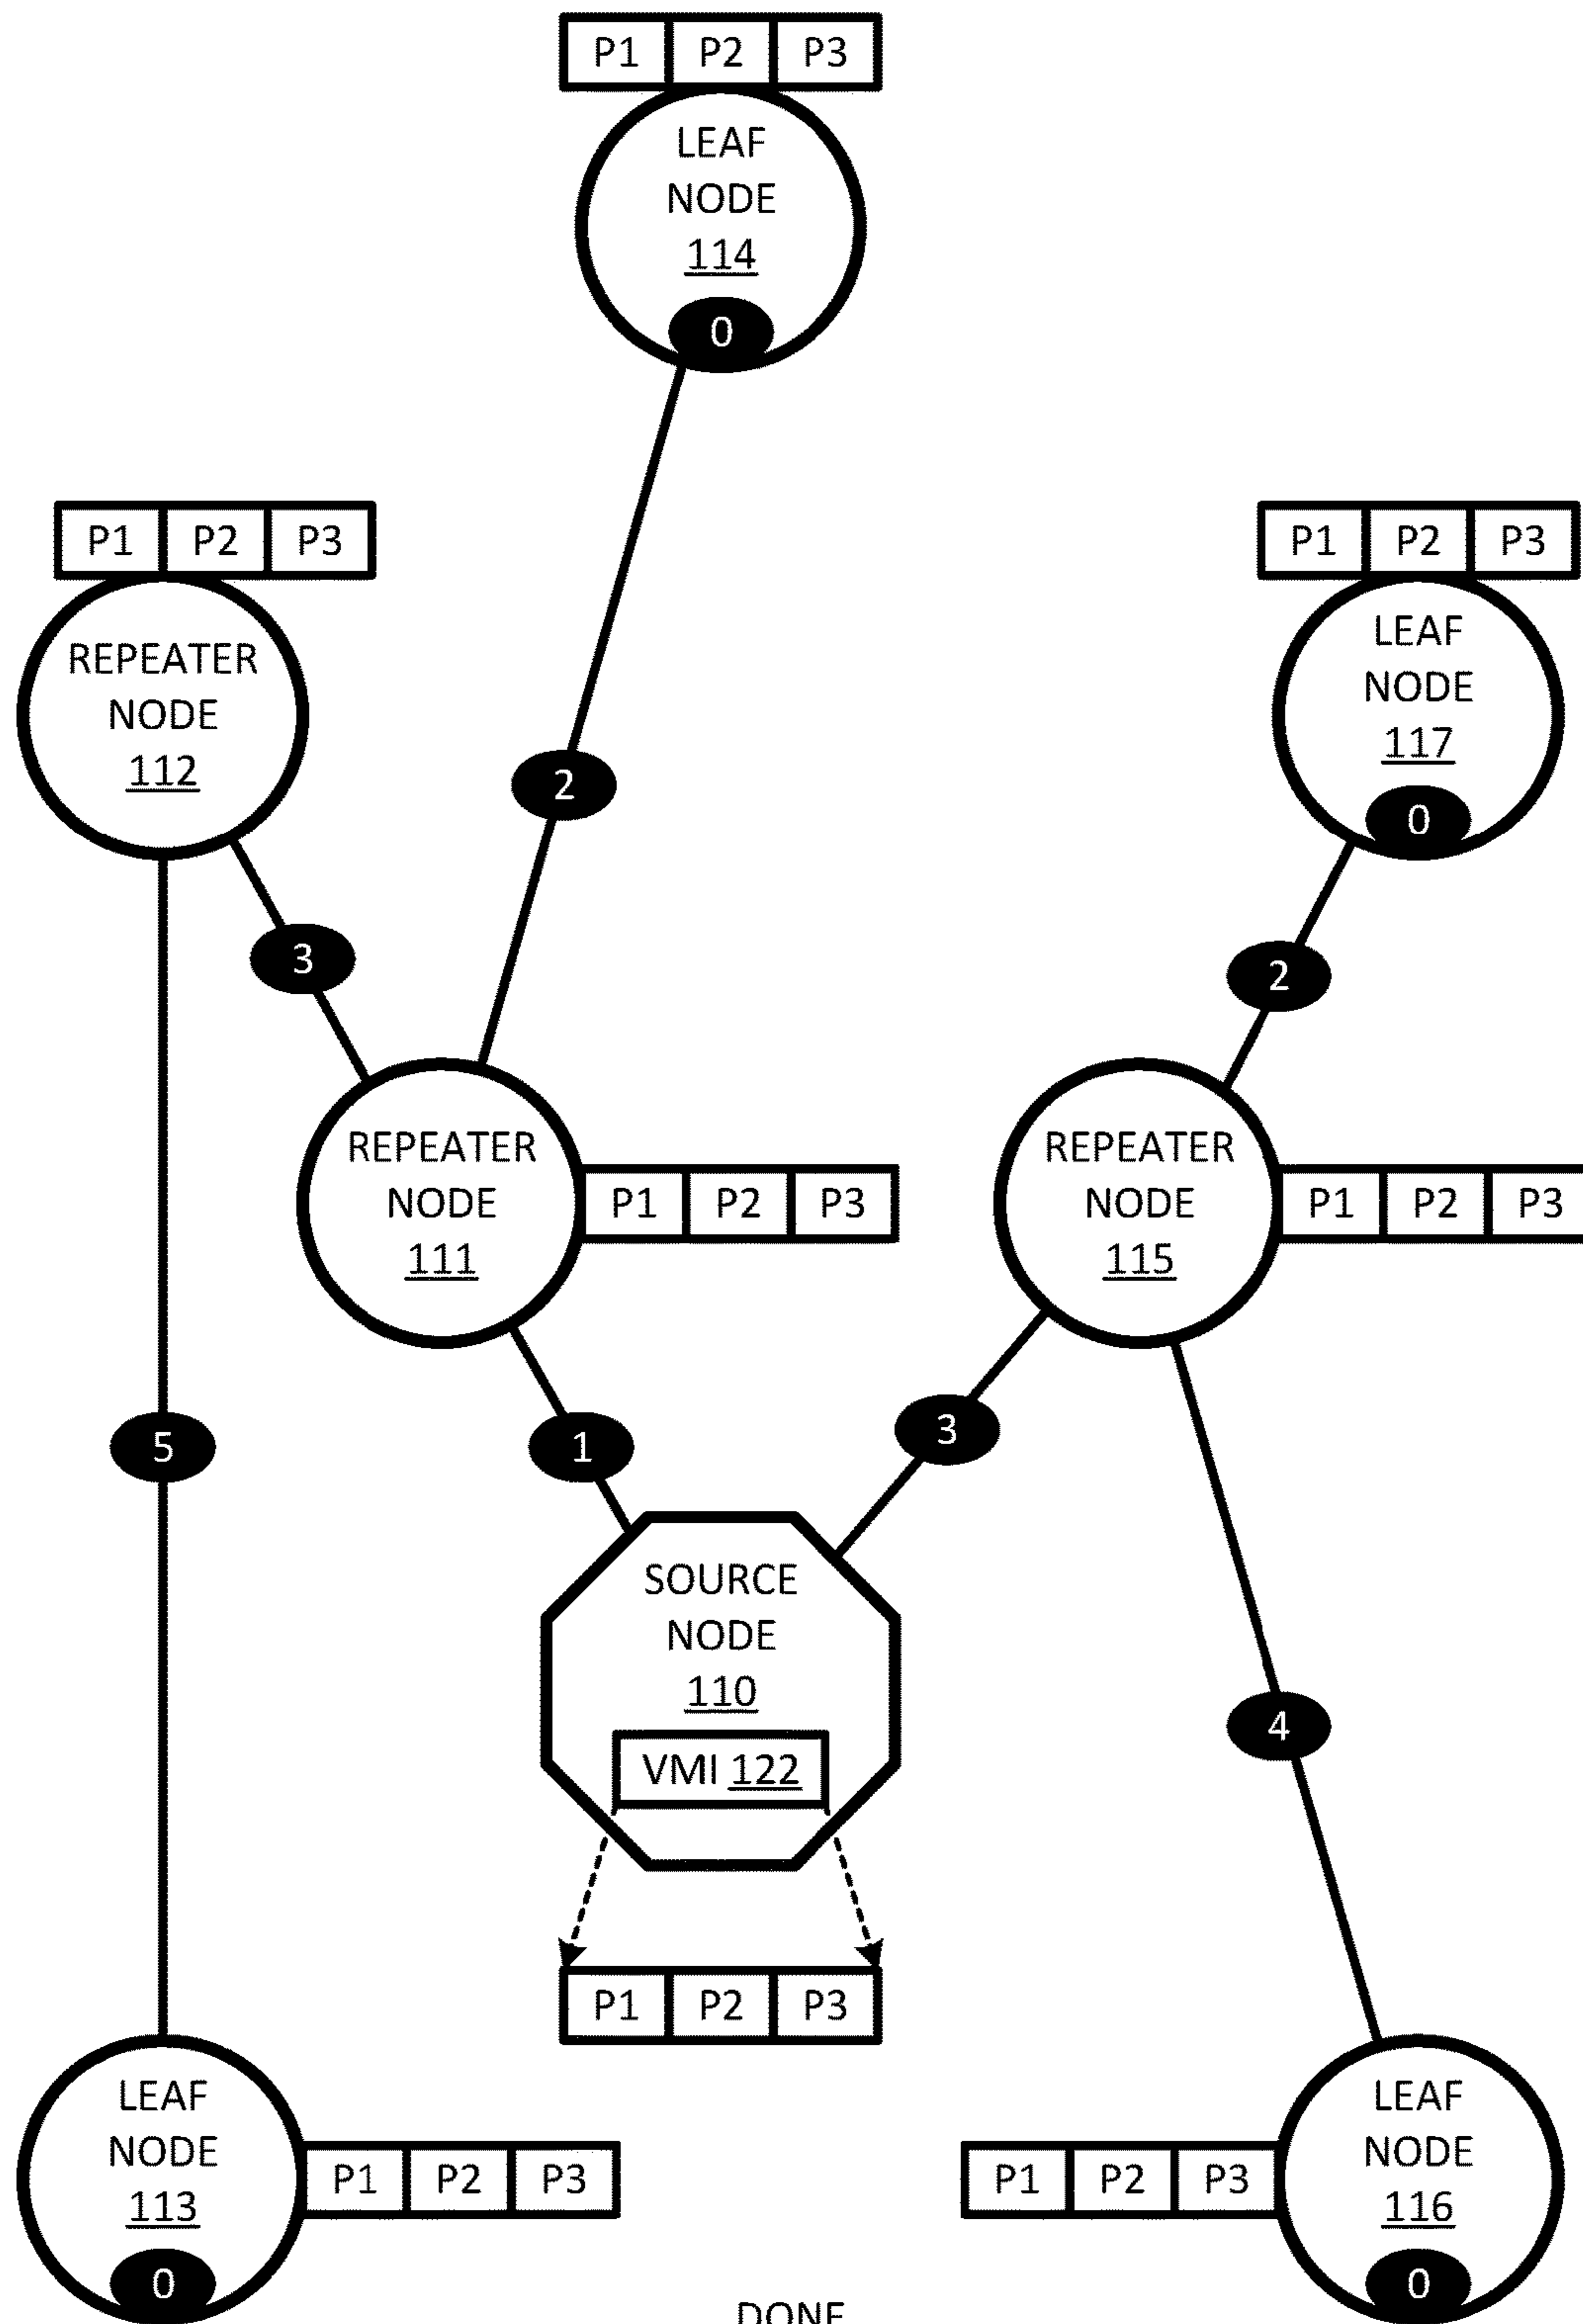 P1 P2 P3
LEAF
NODE
114
0
P1 P2 P3
REPEATER
NODE
112
P1 P2 P3
LEAF
NODE
117
0
2
3
2
REPEATER
NODE
111
P1 P2 P3
REPEATER
NODE
115
P1 P2 P3
5
1
3
SOURCE
NODE
110
VMI 122
4
P1 P2 P3
LEAF
NODE
113
0
P1 P2 P3
P1 P2 P3
LEAF
NODE
116
0
DONE